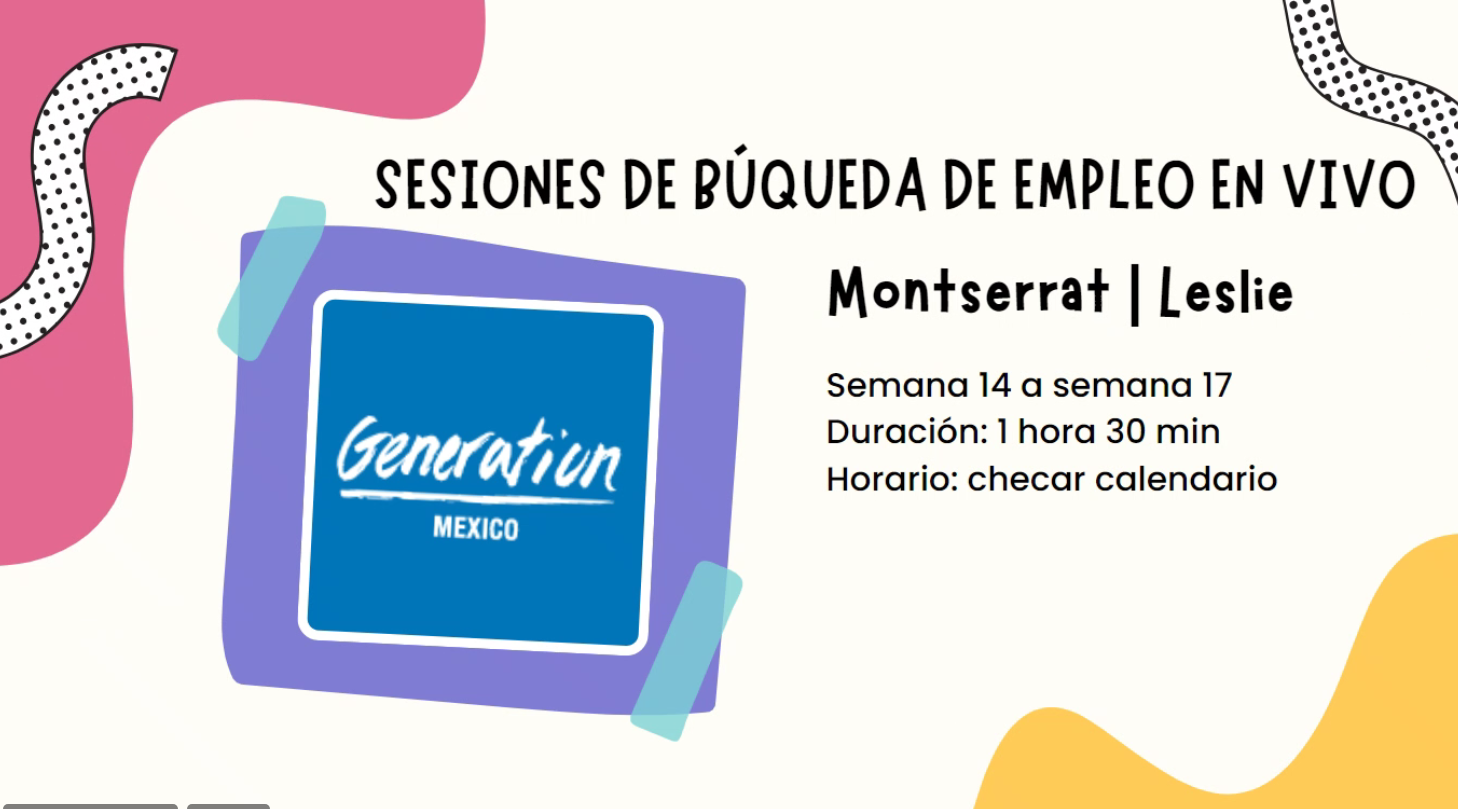 SESIONES DE BÚQUEDA DE EMPLEO EN VIVO
Montserrat | Leslie
Semana 14 a semana 17
Duración: 1 hora 30 min
Horario: checar calendario
Generation
MEXICO